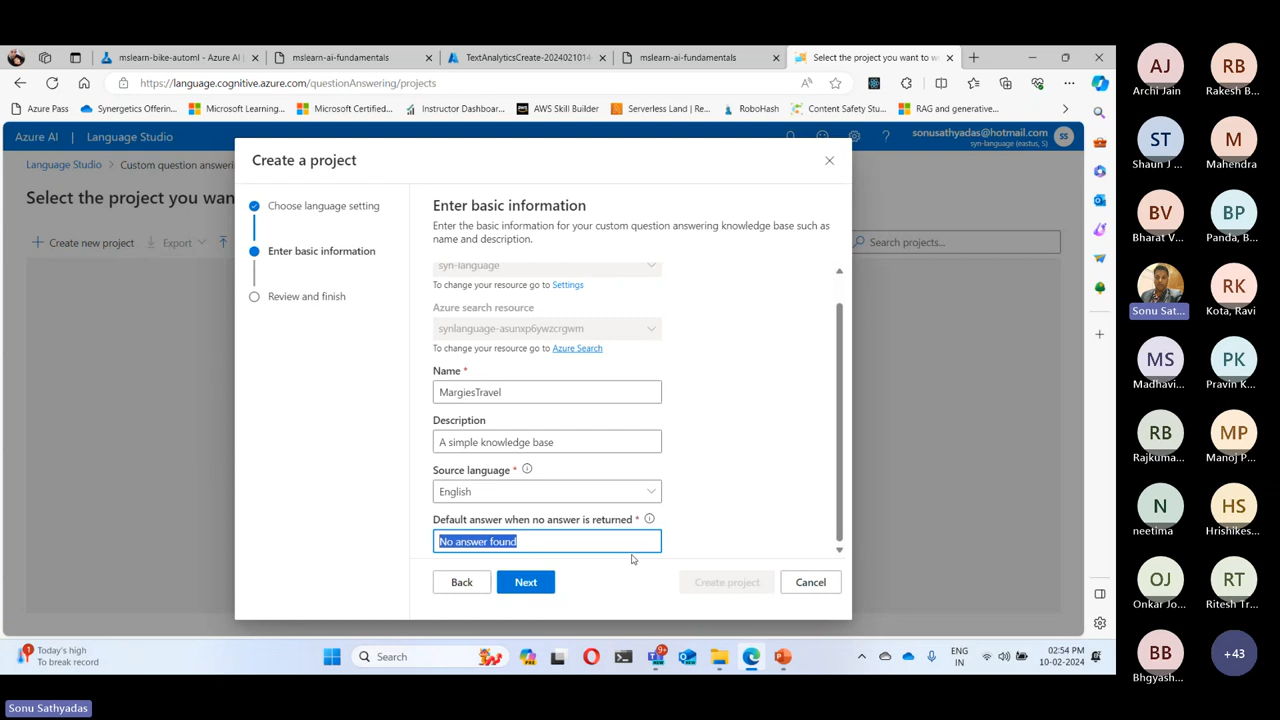 mslearn-bike-automl - Azure AI |
mslearn-ai-fundamentals
TextAnalyticsCreate-2024021014
mslearn-ai-fundamentals
Select the project you want to w
https://language.cognitive.azure.com/questionAnswering/projects
Azure Pass
Synergetics Offering...
Microsoft Learning...
Microsoft Certified...
Instructor Dashboar...
AWS Skill Builder
Serverless Land | Re...
RoboHash
Content Safety Stu...
RAG and generative...
Azure AI | Language Studio
sonusathyadas@hotmail.com
syn-language (eastus, S)
SS
Language Studio
Custom question answerin
Select the project you wan
Create new project
Export
Search projects...
Create a project
Choose language setting
Enter basic information
Review and finish
Enter basic information
Enter the basic information for your custom question answering knowledge base such as
name and description.
syn-language
To change your resource go to Settings
Azure search resource
synlanguage-asunxp6ywzcrgwm
To change your resource go to Azure Search
Name *
MargiesTravel
Description
A simple knowledge base
Source language *
English
Default answer when no answer is returned *
No answer found
Back
Next
Create project
Cancel
1
Today's high
To break record
Search
9+
ENG
IN
02:54 PM
10-02-2024
AJ
Archi Jain
RB
Rakesh B...
ST
Shaun J ...
M
Mahendra
BV
Bharat V...
BP
Panda, B...
Sonu Sat...
RK
Kota, Ravi
MS
Madhavi...
PK
Pravin K...
RB
Rajkuma...
MP
Manoj P...
N
neetima
HS
Hrishikes...
OJ
Onkar Jo...
RT
Ritesh Tr...
BB
Bhgyash...
+43
Sonu Sathyadas